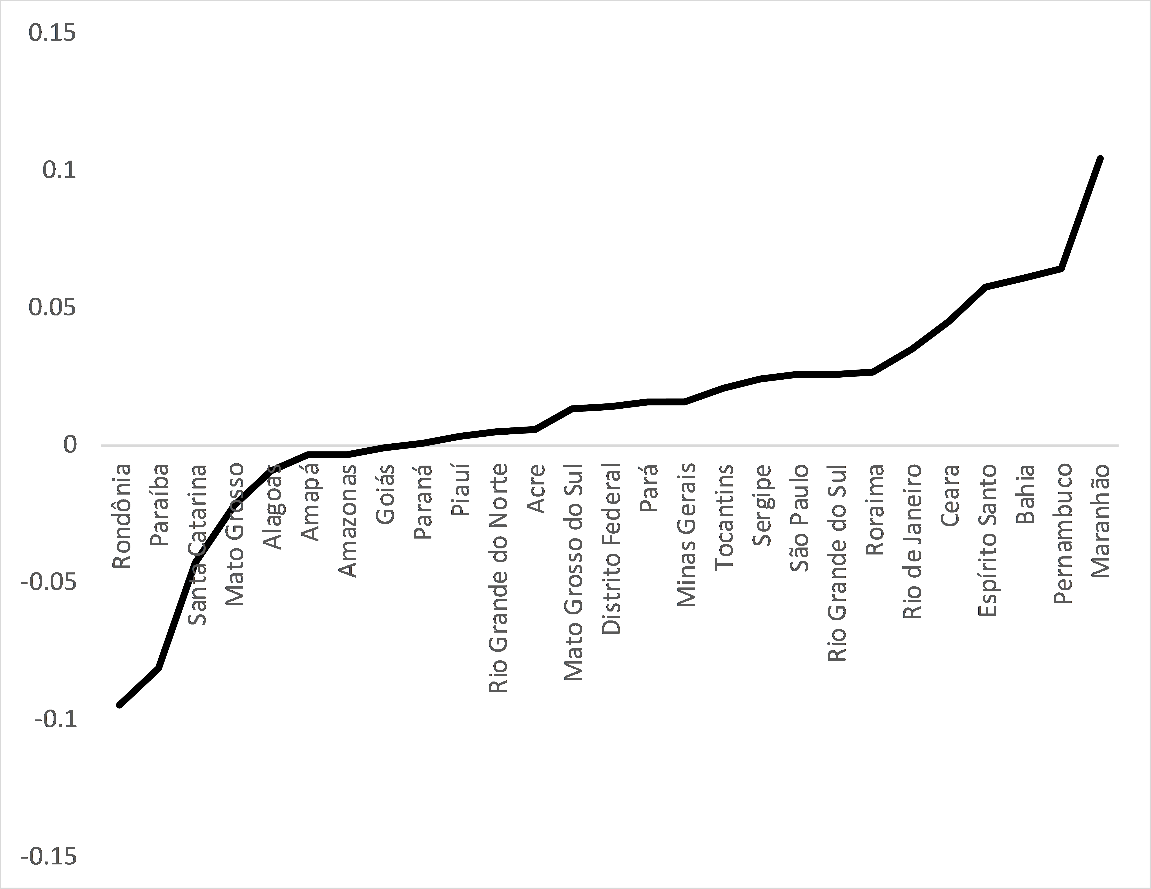 0.15
0.1
0.05
0
-0.05
-0.1
-0.15
Rondônia
Paraíba
Santa Catarina
Mato Grosso
Alagoas
Amapá
Amazonas
Goiás
Paraná
Piauí
Rio Grande do Norte
Acre
Mato Grosso do Sul
Distrito Federal
Pará
Minas Gerais
Tocantins
Sergipe
São Paulo
Rio Grande do Sul
Roraima
Rio de Janeiro
Ceara
Espírito Santo
Bahia
Pernambuco
Maranhão